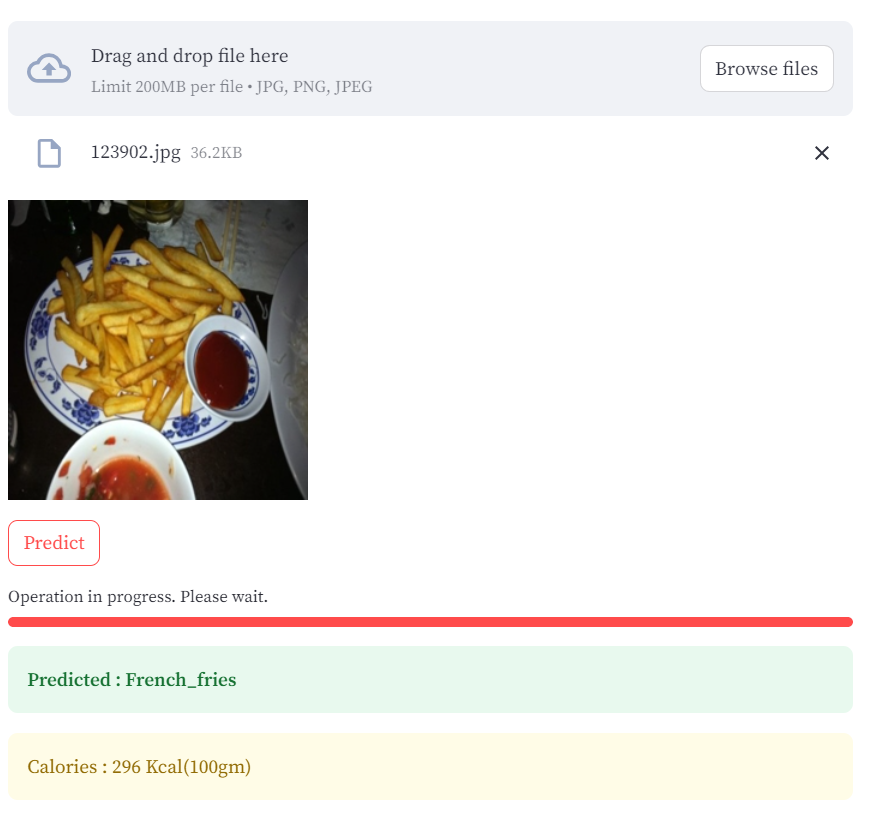 Drag and drop file here
Limit 200MB per file • JPG, PNG, JPEG
Browse files
123902.jpg 36.2KB
Predict
Operation in progress. Please wait.
Predicted : French_fries
Calories : 296 Kcal(100gm)